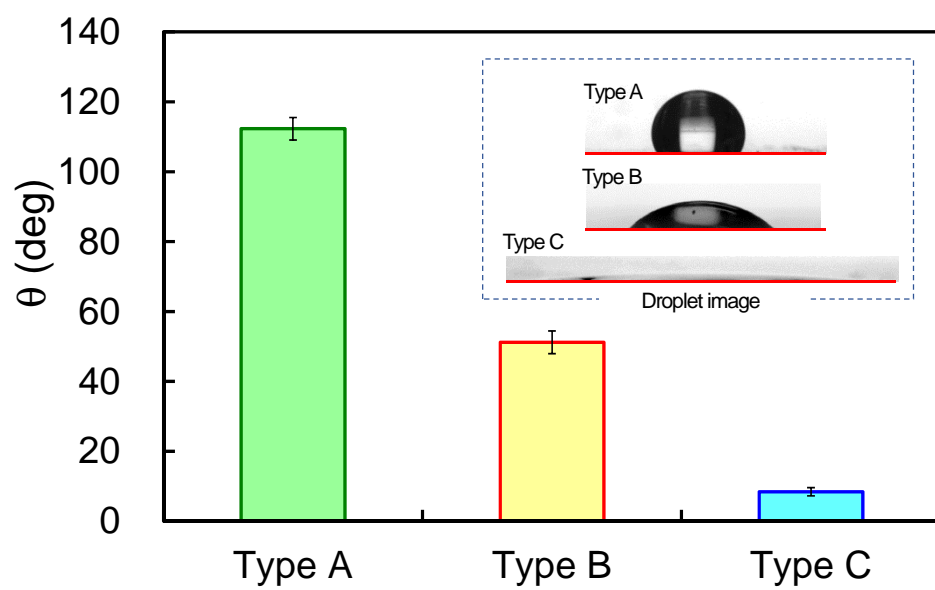 140
120
100
80
60
40
20
0
θ (deg)
Type A
Type B
Type C
Droplet image
Type A
Type B
Type C